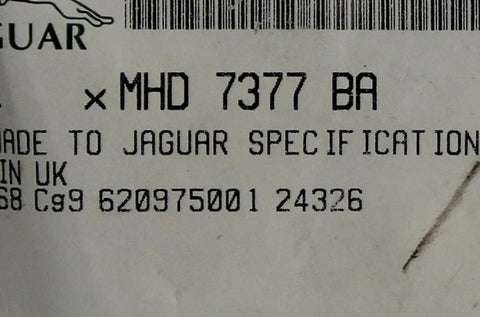 GUAR
x MHD 7377 BA
ADE TO JAGUAR SPECIFICATION
IN UK
68 Cg9 620975001 24326